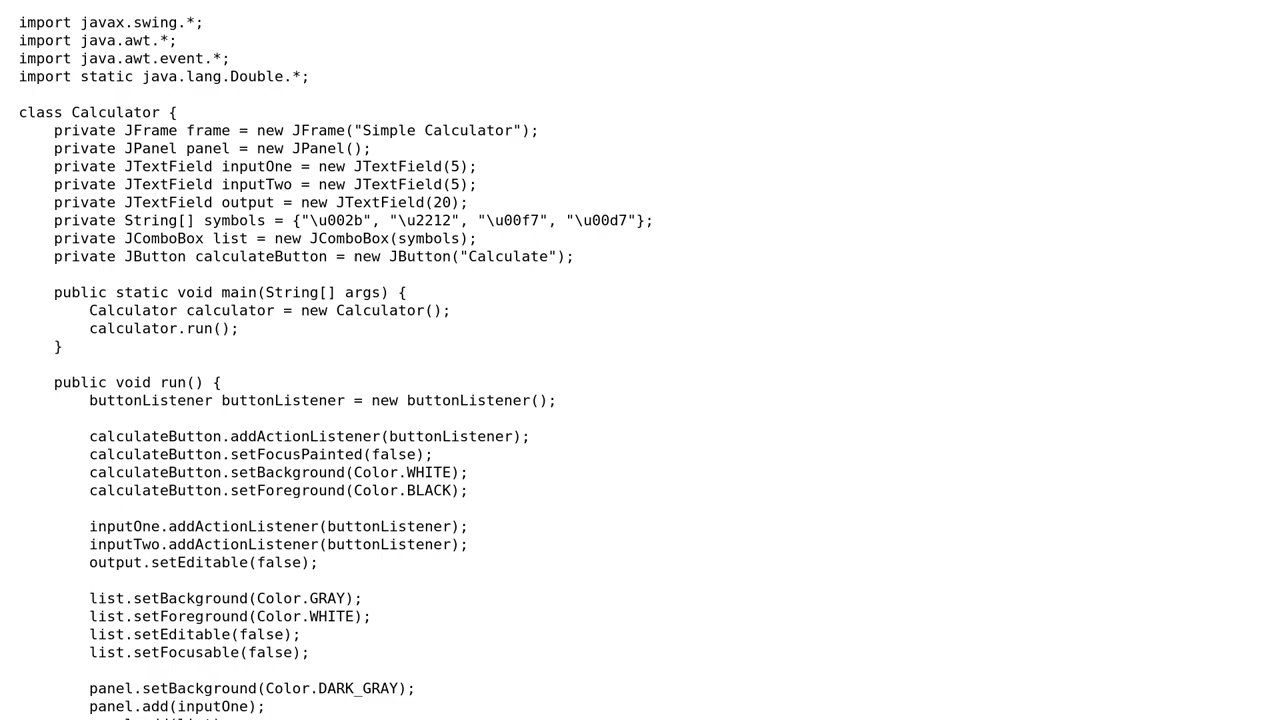 import javax.swing.*;
import java.awt.*;
import java.awt.event.*;
import static java.lang.Double.*;

class Calculator {
    private JFrame frame = new JFrame("Simple Calculator");
    private JPanel panel = new JPanel();
    private JTextField inputOne = new JTextField(5);
    private JTextField inputTwo = new JTextField(5);
    private JTextField output = new JTextField(20);
    private String[] symbols = {"\u002b", "\u2212", "\u00f7", "\u00d7"};
    private JComboBox list = new JComboBox(symbols);
    private JButton calculateButton = new JButton("Calculate");

    public static void main(String[] args) {
        Calculator calculator = new Calculator();
        calculator.run();
    }

    public void run() {
        buttonListener buttonListener = new buttonListener();

        calculateButton.addActionListener(buttonListener);
        calculateButton.setFocusPainted(false);
        calculateButton.setBackground(Color.WHITE);
        calculateButton.setForeground(Color.BLACK);

        inputOne.addActionListener(buttonListener);
        inputTwo.addActionListener(buttonListener);
        output.setEditable(false);

        list.setBackground(Color.GRAY);
        list.setForeground(Color.WHITE);
        list.setEditable(false);
        list.setFocusable(false);

        panel.setBackground(Color.DARK_GRAY);
        panel.add(inputOne);